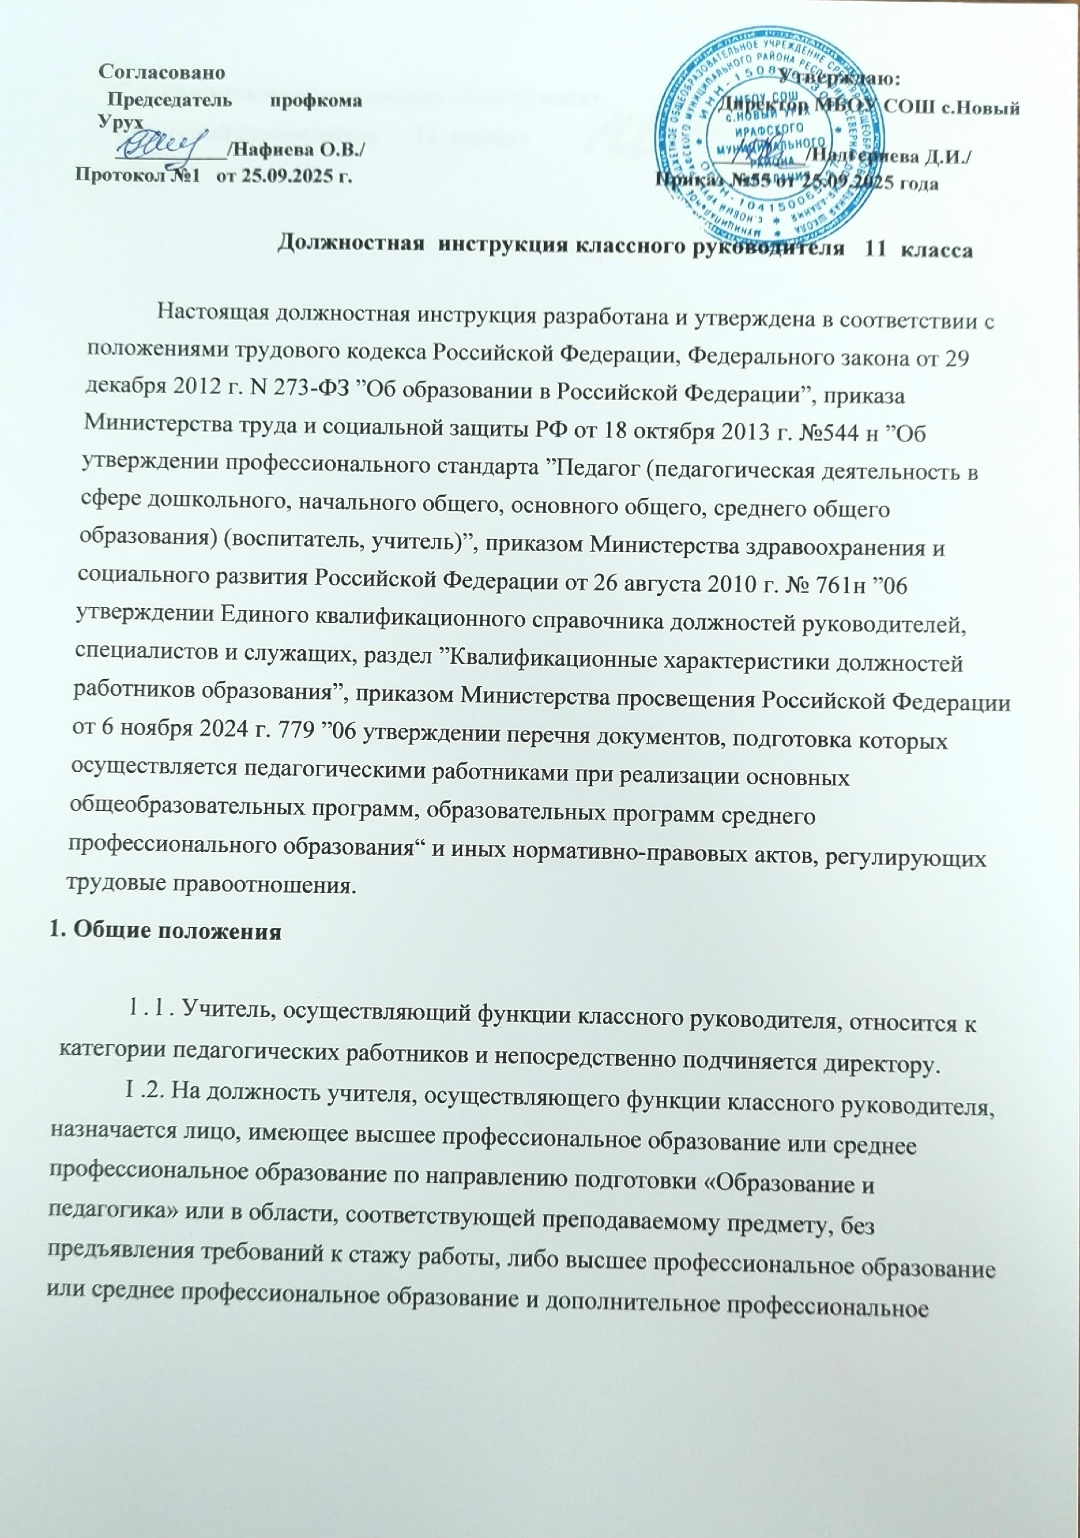 Согласовано
Утверждаю:
Председатель профкома
Директор МБОУ СОШ с.Новый
Урух
/Нафиева О.В./
/Надгериева Д.И./
Протокол №1 от 25.09.2025 г.
Приказ №55 от 25.09.2025 года
МБОУ СОШ
с.НОВЫЙ УРУХ
ИРАФСКОГО
МУНИЦИПАЛЬНОГО
РАЙОНА
Должностная инструкция классного руководителя 11 класса
Настоящая должностная инструкция разработана и утверждена в соответствии с
положениями трудового кодекса Российской Федерации, Федерального закона от 29
декабря 2012 г. N 273-ФЗ ”Об образовании в Российской Федерации”, приказа
Министерства труда и социальной защиты РФ от 18 октября 2013 г. №544 н ”Об
утверждении профессионального стандарта ”Педагог (педагогическая деятельность в
сфере дошкольного, начального общего, основного общего, среднего общего
образования) (воспитатель, учитель)”, приказом Министерства здравоохранения и
социального развития Российской Федерации от 26 августа 2010 г. № 761н ”06
утверждении Единого квалификационного справочника должностей руководителей,
специалистов и служащих, раздел ”Квалификационные характеристики должностей
работников образования”, приказом Министерства просвещения Российской Федерации
от 6 ноября 2024 г. 779 ”06 утверждении перечня документов, подготовка которых
осуществляется педагогическими работниками при реализации основных
общеобразовательных программ, образовательных программ среднего
профессионального образования“ и иных нормативно-правовых актов, регулирующих
трудовые правоотношения.
1. Общие положения
1 . 1 . Учитель, осуществляющий функции классного руководителя, относится к
категории педагогических работников и непосредственно подчиняется директору.
I .2. На должность учителя, осуществляющего функции классного руководителя,
назначается лицо, имеющее высшее профессиональное образование или среднее
профессиональное образование по направлению подготовки «Образование и
педагогика» или в области, соответствующей преподаваемому предмету, без
предъявления требований к стажу работы, либо высшее профессиональное образование
или среднее профессиональное образование и дополнительное профессиональное